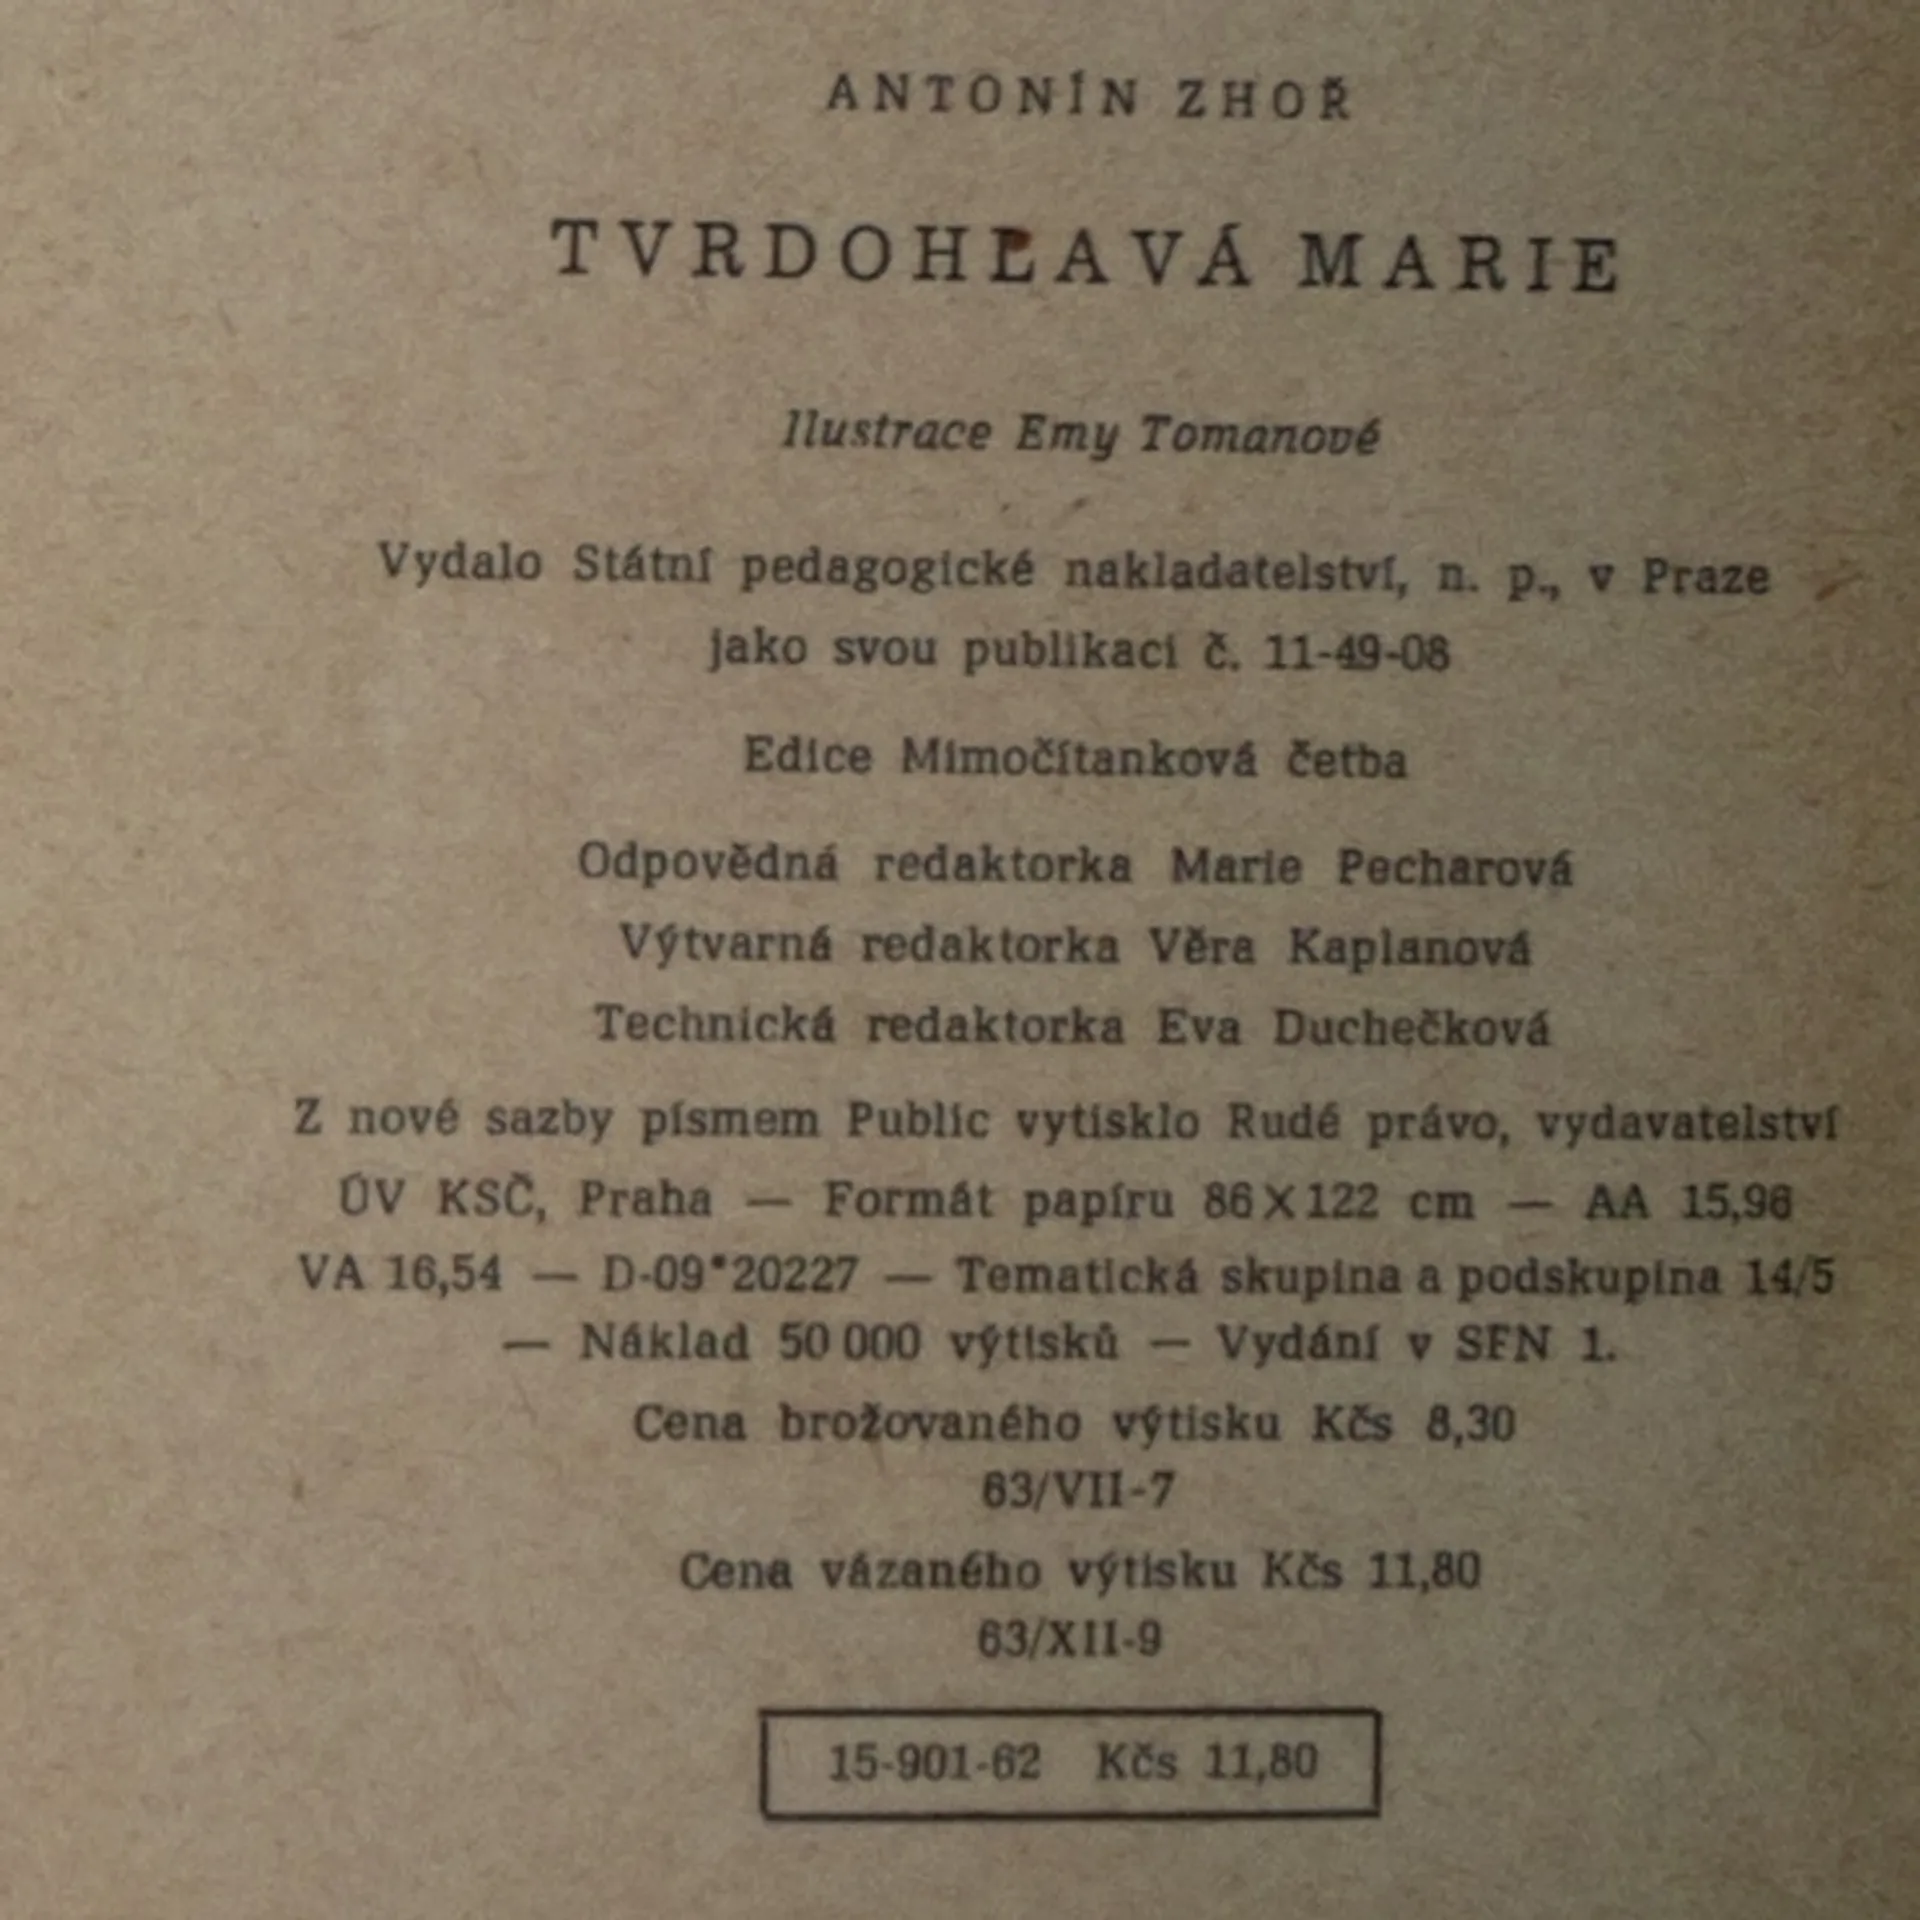 ANTONÍN ZHOŘ
TVRDOHLAVÁ MARIE
Ilustrace Emy Tomanové
Vydalo Státní pedagogické nakladatelství, n. p., v Praze
jako svou publikaci č. 11-49-08
Edice Mimočítanková četba
Odpovědná redaktorka Marie Pecharová
Výtvarná redaktorka Věra Kaplanová
Technická redaktorka Eva Duchečková
Z nové sazby písmem Public vytisklo Rudé právo, vydavatelství
ÚV KSČ, Praha — Formát papíru 86×122 cm — AA 15,96
VA 16,54 — D-09*20227 — Tematická skupina a podskupina 14/5
— Náklad 50 000 výtisků — Vydání v SFN 1.
Cena brožovaného výtisku Kčs 8,30
63/VII-7
Cena vázaného výtisku Kčs 11,80
63/XII-9
15-901-62 Kčs 11,80